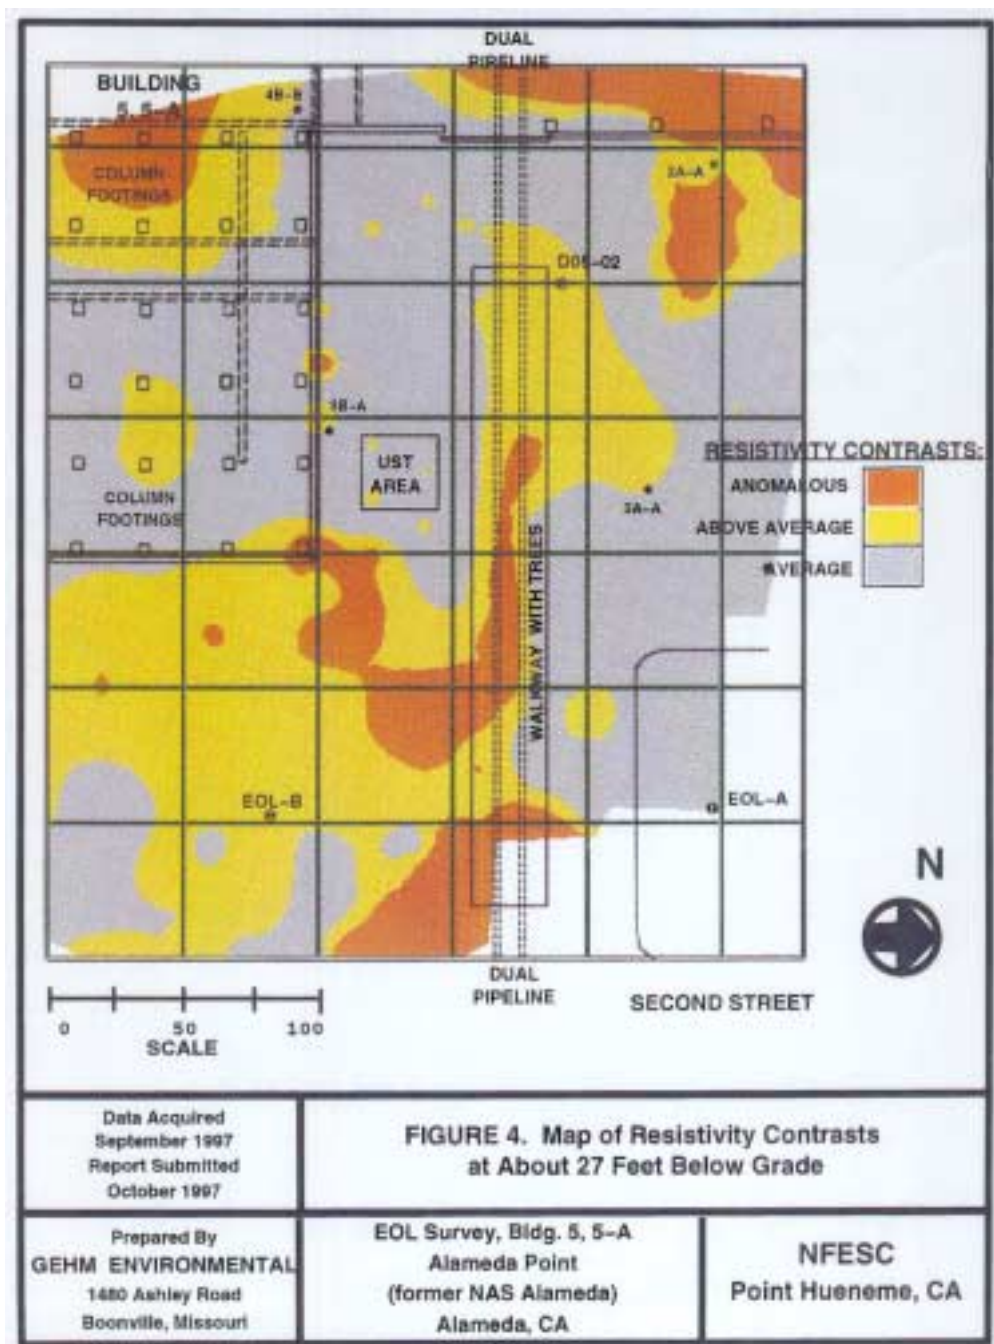 DUAL
PIPELINE
BUILDING
5, 5-A
4B-B
COLUMN
FOOTINGS
2A-A
D05-02
UST
AREA
RESISTIVITY CONTRASTS:
ANOMALOUS
ABOVE AVERAGE
AVERAGE
COLUMN
FOOTINGS
WALKWAY WITH TREES
EOL-B
EOL-A
N
DUAL
PIPELINE
SECOND STREET
0 50 100
SCALE
Data Acquired
September 1997
Report Submitted
October 1997
FIGURE 4. Map of Resistivity Contrasts
at About 27 Feet Below Grade
Prepared By
GEHM ENVIRONMENTAL
1480 Ashley Road
Boonville, Missouri
EOL Survey, Bldg. 5, 5-A
Alameda Point
(former NAS Alameda)
Alameda, CA
NFESC
Point Hueneme, CA